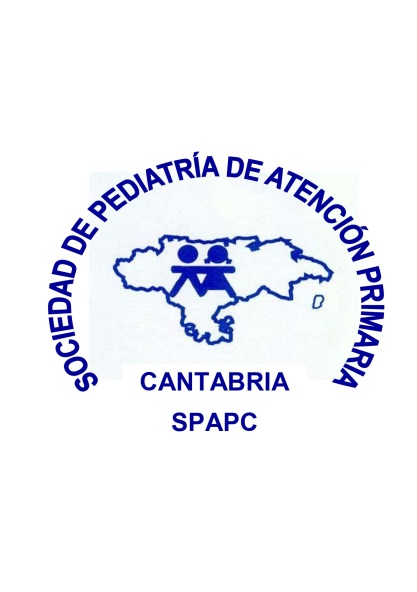 SOCIEDAD DE PEDIATRÍA DE ATENCIÓN PRIMARIA
CANTABRIA
SPAPC